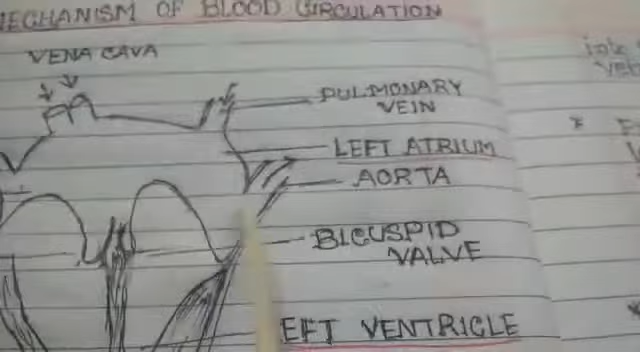 MECHANISM OF BLOOD CIRCULATION
VENA CAVA
PULMONARY
VEIN
LEFT ATRIUM
AORTA
BICUSPID
VALVE
EFT VENTRICLE